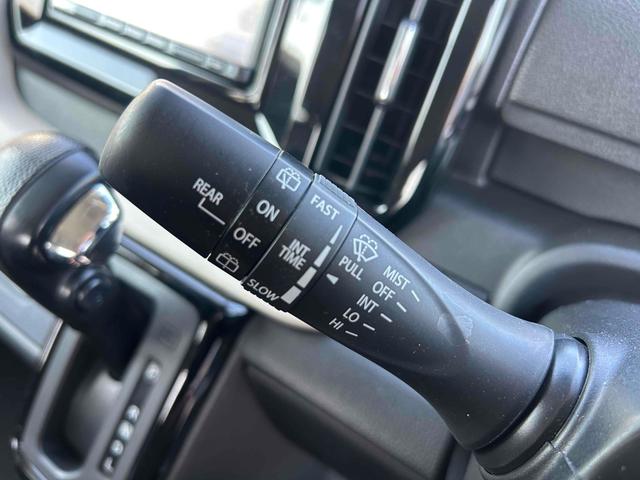 REAR
ON
OFF
FAST
INT
TIME
SLOW
PULL
MIST
OFF
INT
LO
HI